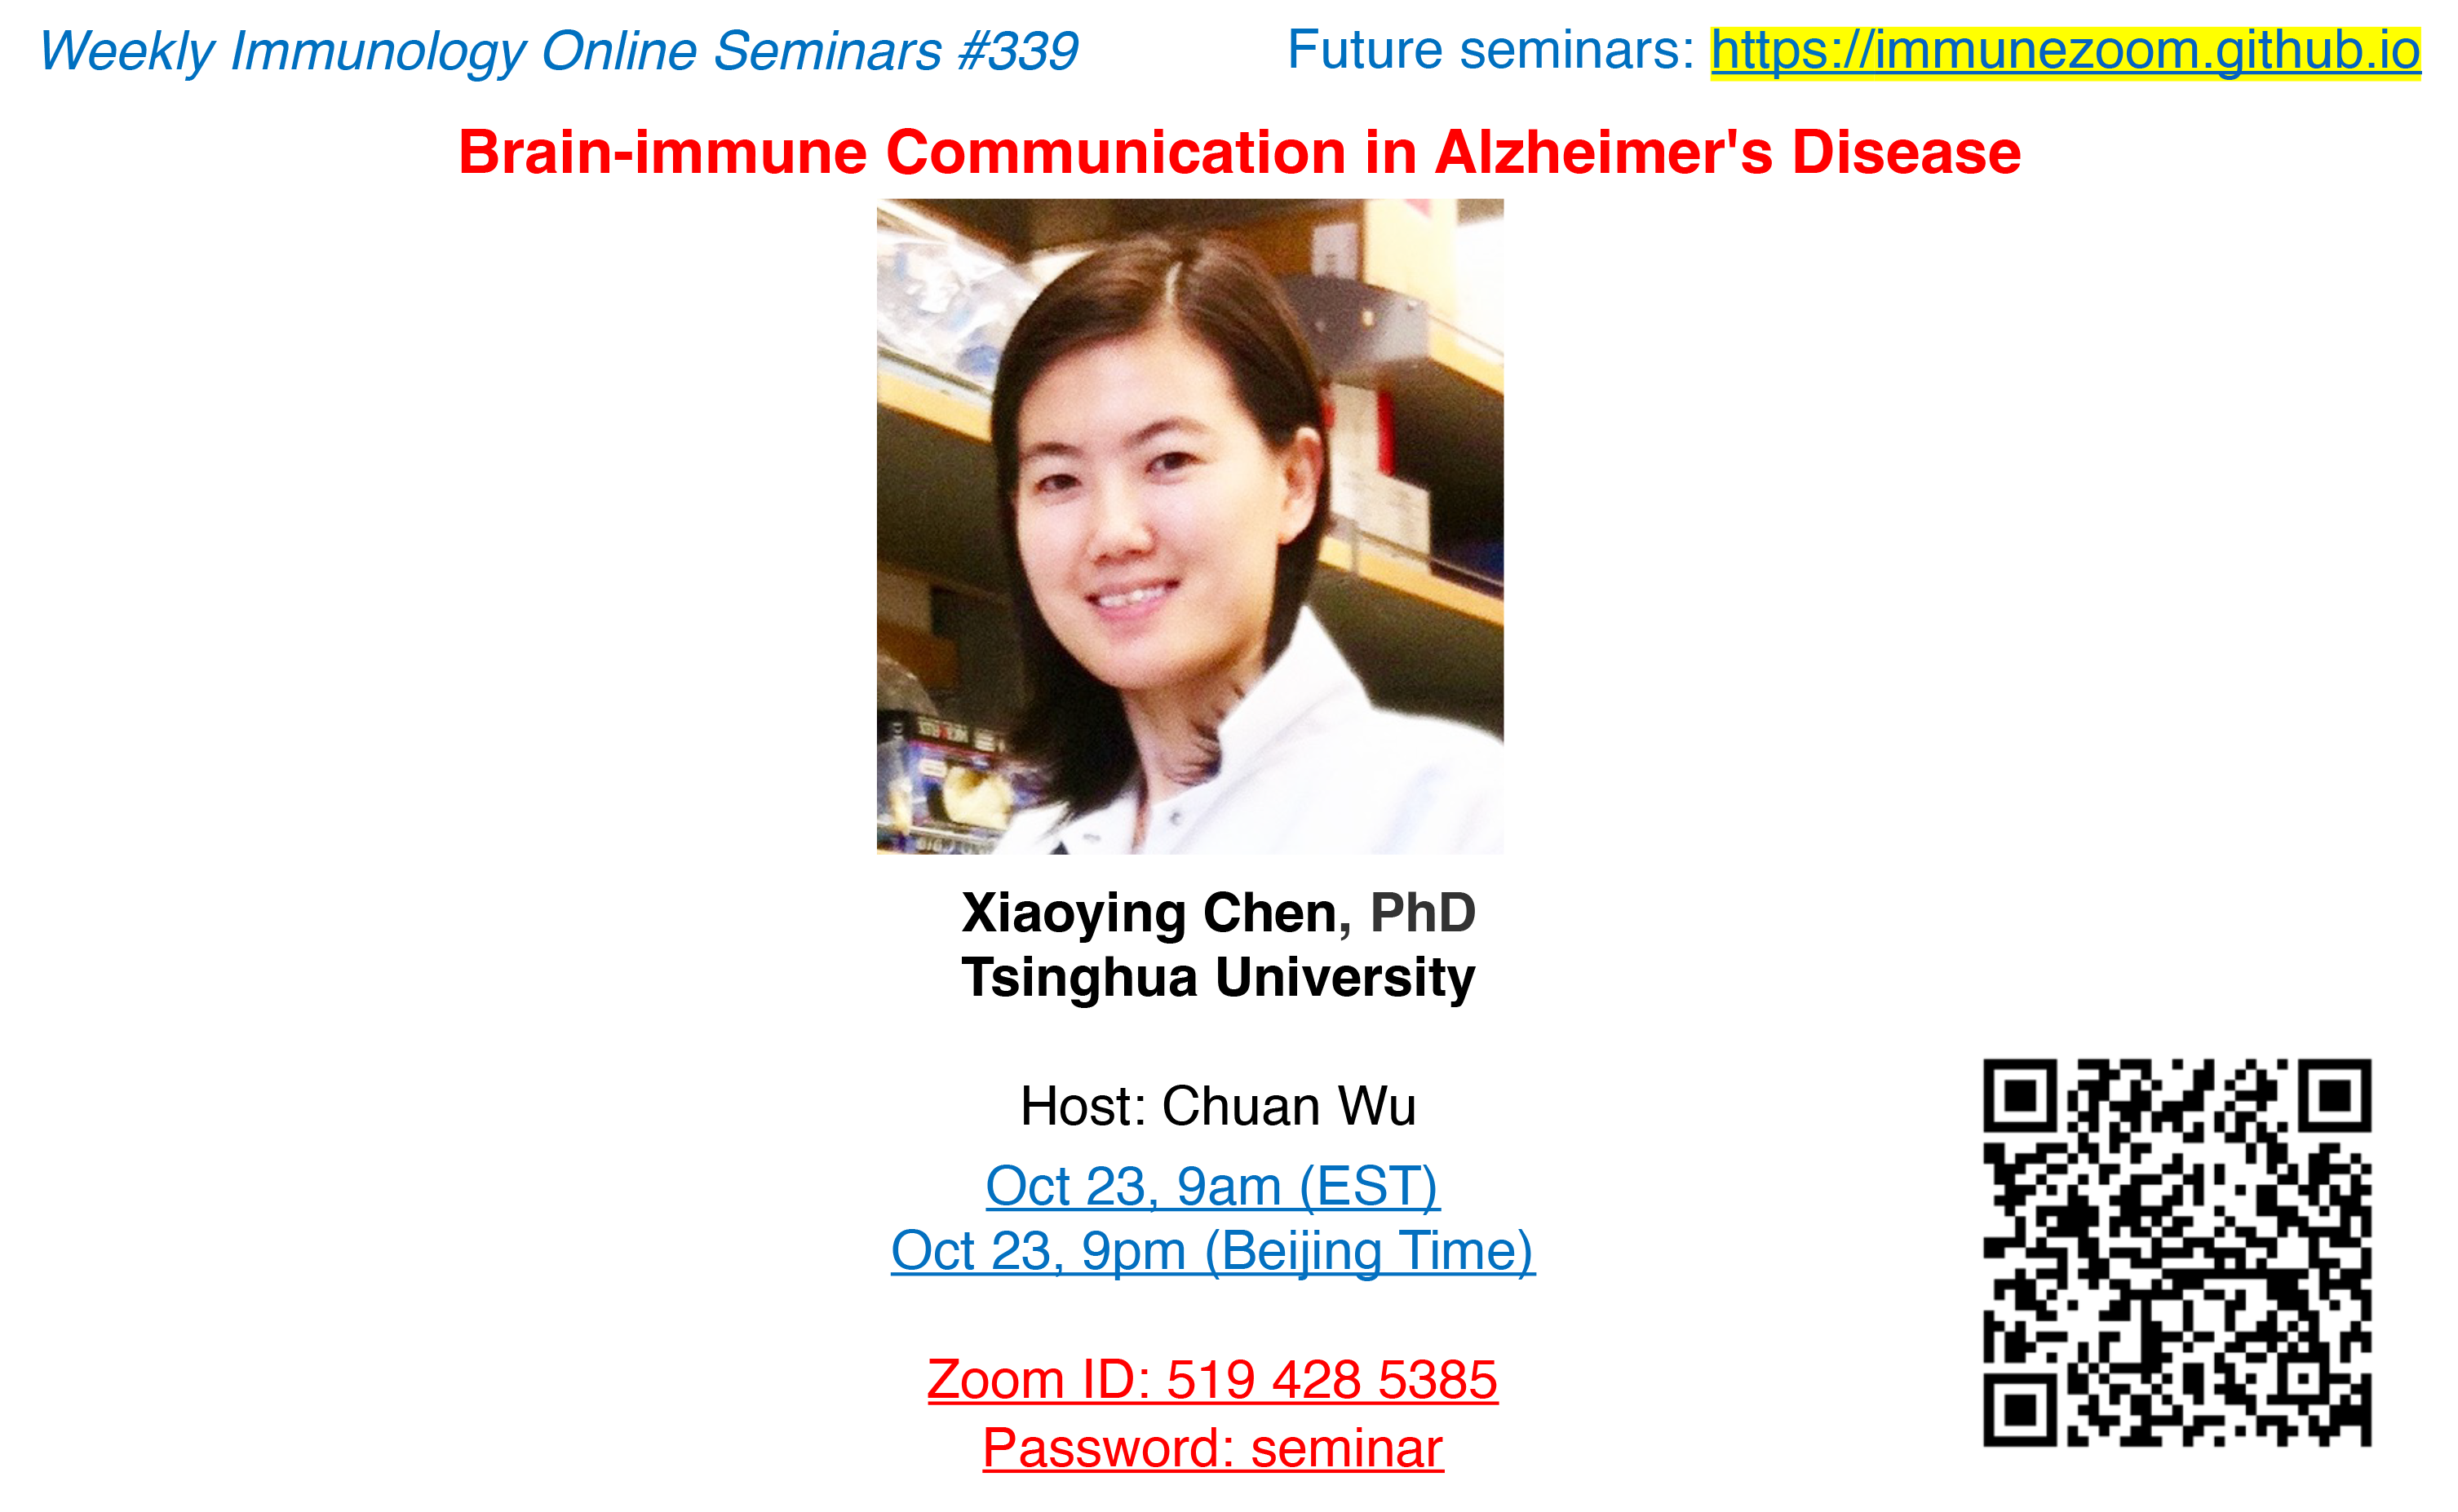 Weekly Immunology Online Seminars #339
Future seminars: https://immunezoom.github.io
Brain-immune Communication in Alzheimer's Disease
Xiaoying Chen, PhD
Tsinghua University
Host: Chuan Wu
Oct 23, 9am (EST)
Oct 23, 9pm (Beijing Time)
Zoom ID: 519 428 5385
Password: seminar